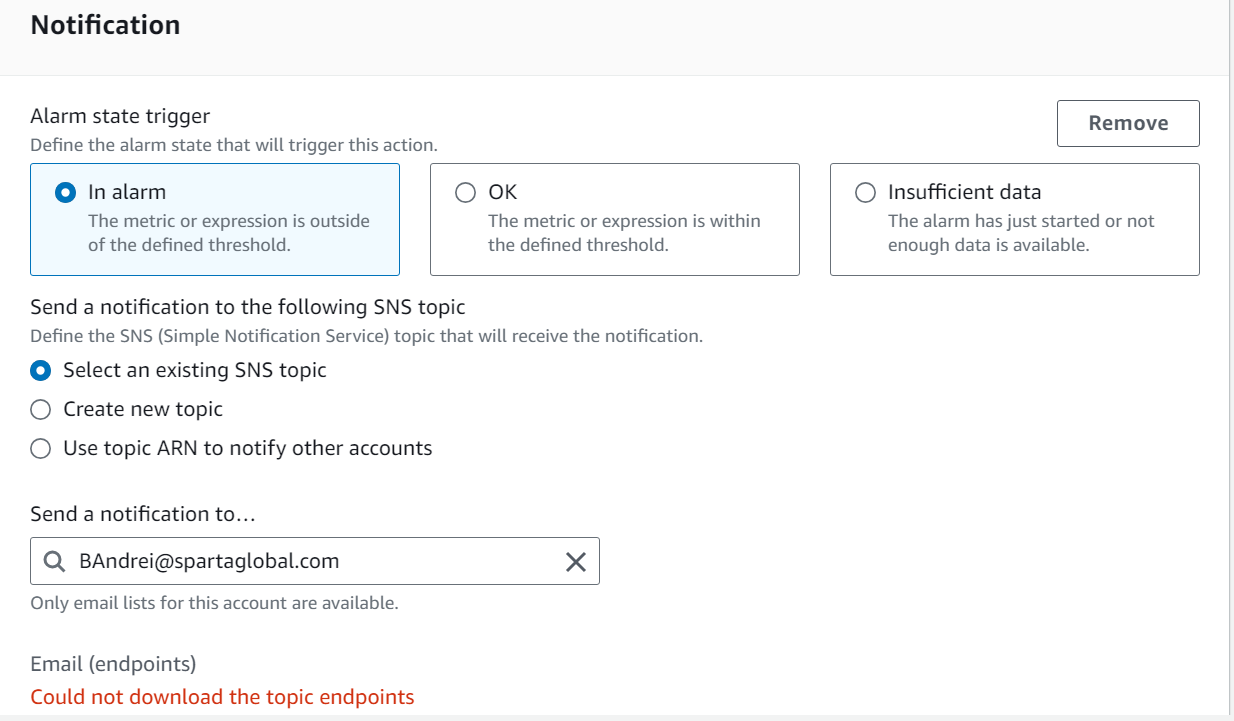 Notification
Alarm state trigger
Remove
Define the alarm state that will trigger this action.
In alarm
The metric or expression is outside
of the defined threshold.
OK
The metric or expression is within
the defined threshold.
Insufficient data
The alarm has just started or not
enough data is available.
Send a notification to the following SNS topic
Define the SNS (Simple Notification Service) topic that will receive the notification.
Select an existing SNS topic
Create new topic
Use topic ARN to notify other accounts
Send a notification to…
BAndrei@spartaglobal.com
Only email lists for this account are available.
Email (endpoints)
Could not download the topic endpoints